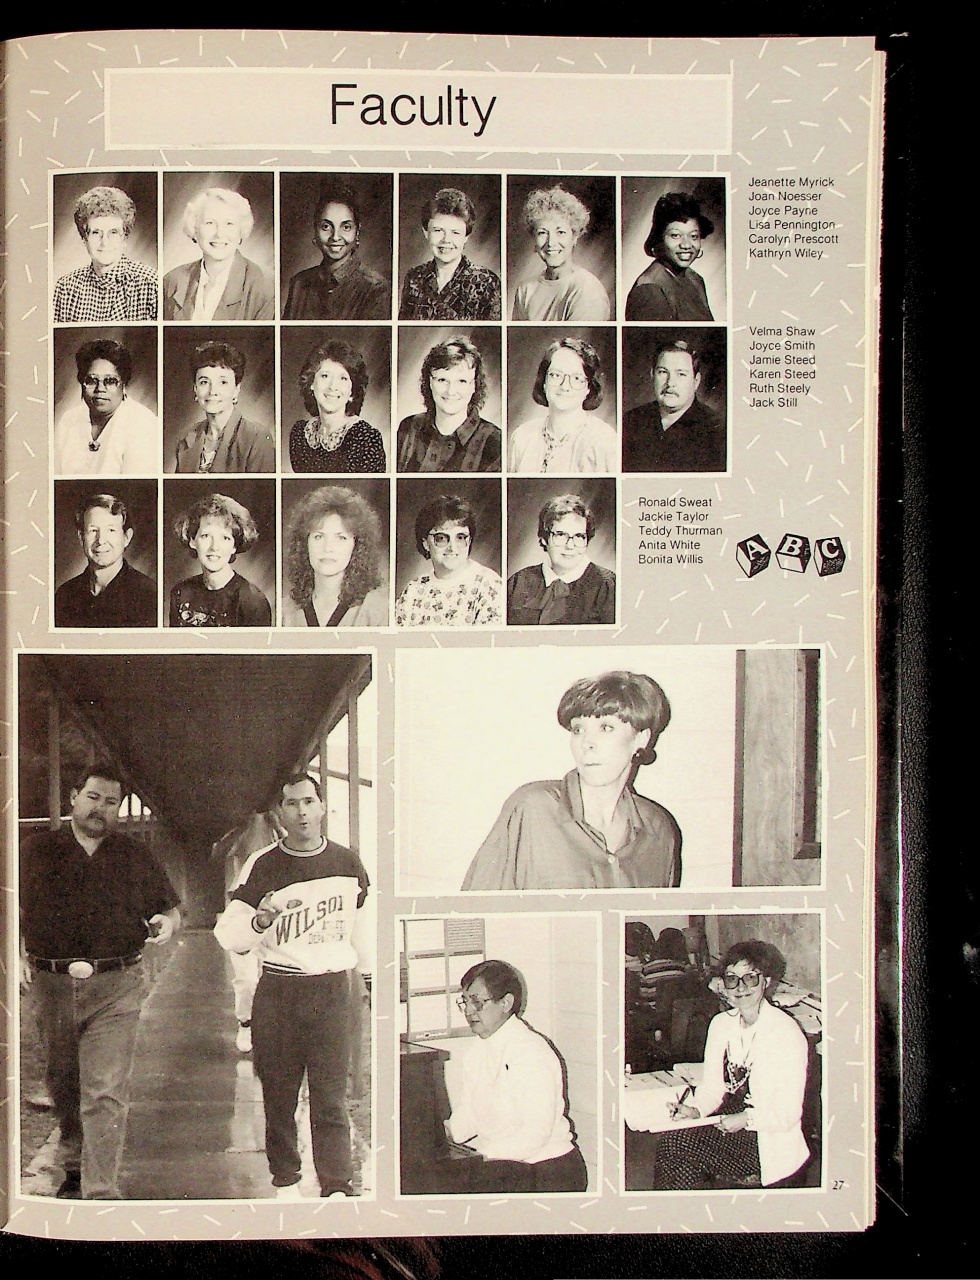 Faculty
Jeanette Myrick
Joan Noesser
Joyce Payne
Lisa Pennington
Carolyn Prescott
Kathryn Wiley
Velma Shaw
Joyce Smith
Jamie Steed
Karen Steed
Ruth Steely
Jack Still
Ronald Sweat
Jackie Taylor
Teddy Thurman
Anita White
Bonita Willis
A B C
WILSON
DEPARTMENT
27